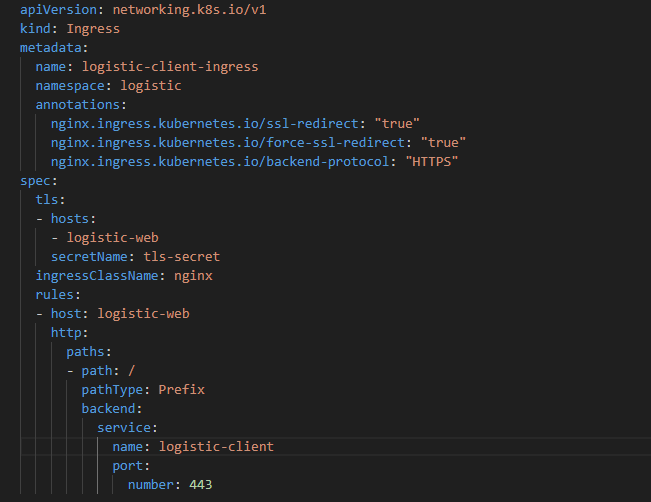 apiVersion: networking.k8s.io/v1
kind: Ingress
metadata:
  name: logistic-client-ingress
  namespace: logistic
  annotations:
    nginx.ingress.kubernetes.io/ssl-redirect: "true"
    nginx.ingress.kubernetes.io/force-ssl-redirect: "true"
    nginx.ingress.kubernetes.io/backend-protocol: "HTTPS"
spec:
  tls:
  - hosts:
    - logistic-web
    secretName: tls-secret
  ingressClassName: nginx
  rules:
  - host: logistic-web
    http:
      paths:
      - path: /
        pathType: Prefix
        backend:
          service:
            name: logistic-client
            port:
              number: 443